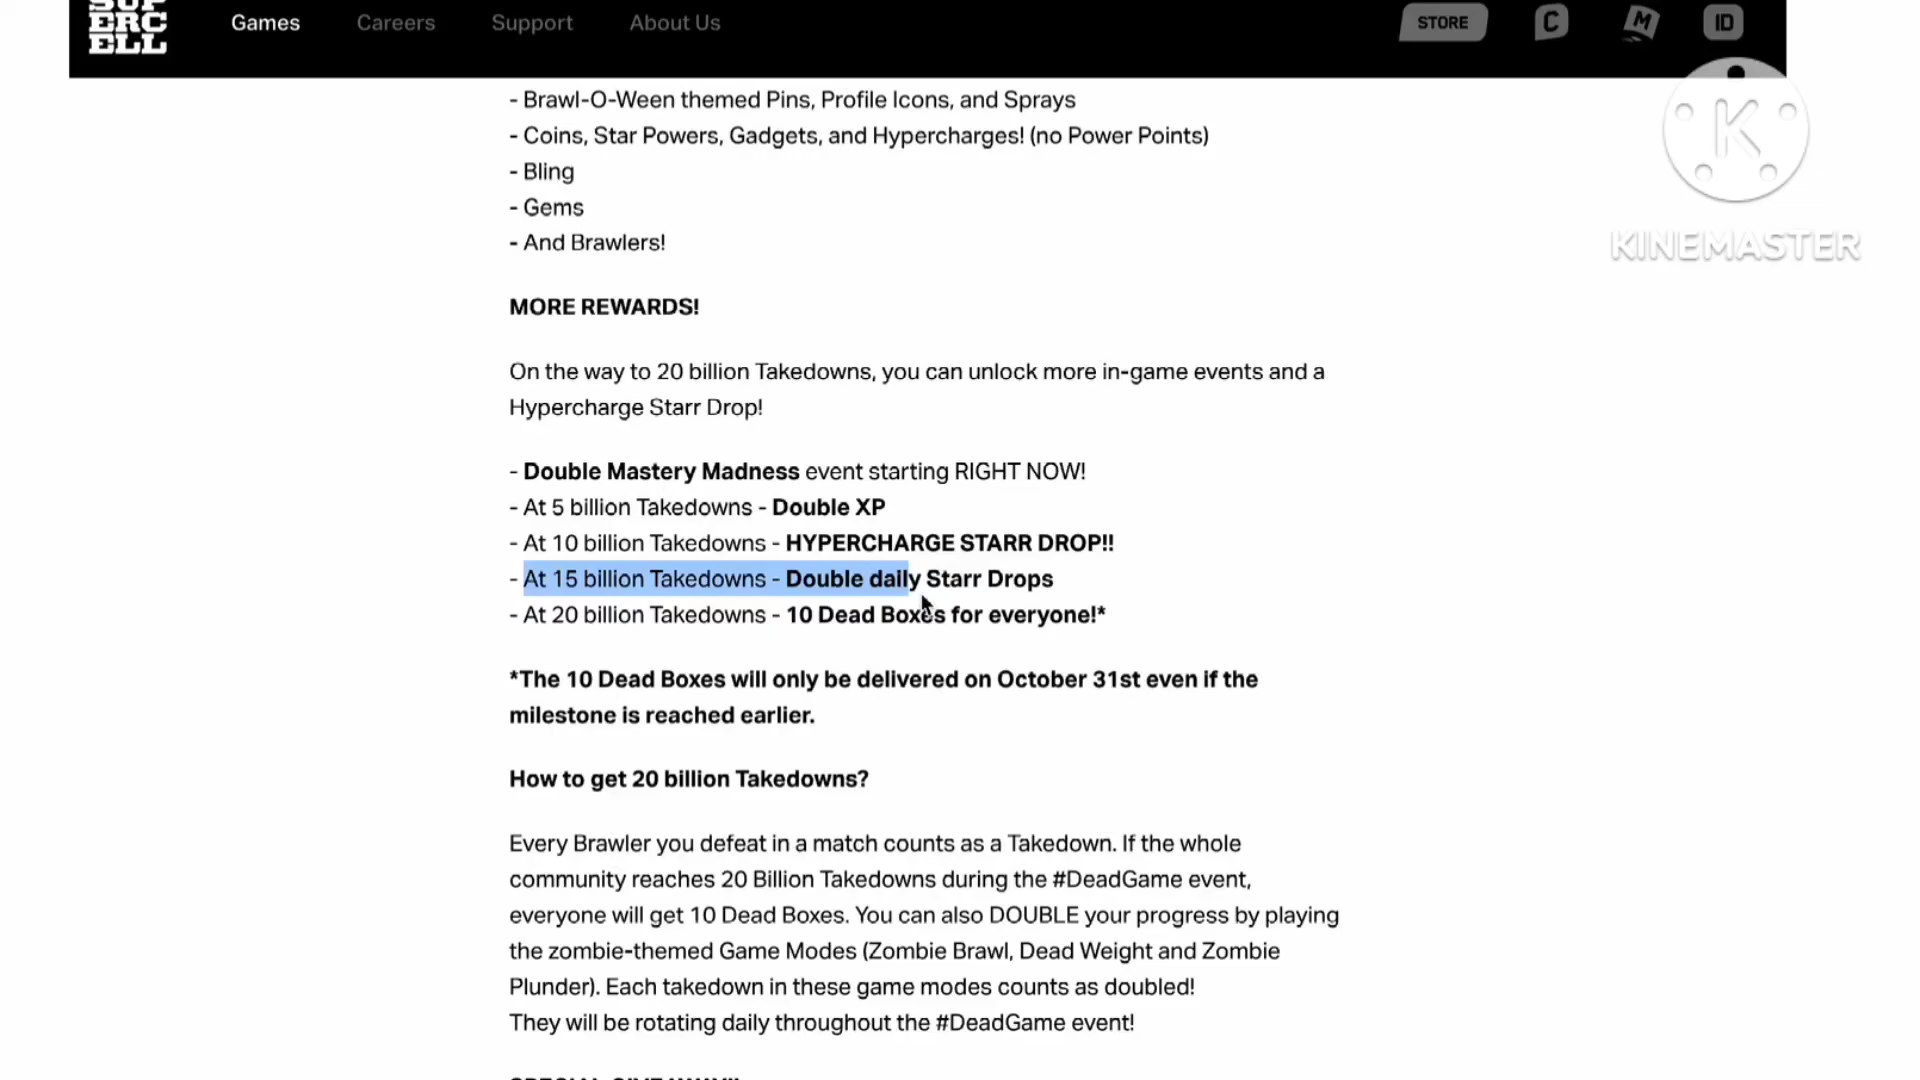 SUP
ERC
ELL
Games Careers Support About Us STORE C M ID
- Brawl-O-Ween themed Pins, Profile Icons, and Sprays
- Coins, Star Powers, Gadgets, and Hypercharges! (no Power Points)
- Bling
- Gems
- And Brawlers!
K
KINEMASTER
MORE REWARDS!
On the way to 20 billion Takedowns, you can unlock more in-game events and a
Hypercharge Starr Drop!
- Double Mastery Madness event starting RIGHT NOW!
- At 5 billion Takedowns - Double XP
- At 10 billion Takedowns - HYPERCHARGE STARR DROP!!
- At 15 billion Takedowns - Double daily Starr Drops
- At 20 billion Takedowns - 10 Dead Boxes for everyone!*
*The 10 Dead Boxes will only be delivered on October 31st even if the
milestone is reached earlier.
How to get 20 billion Takedowns?
Every Brawler you defeat in a match counts as a Takedown. If the whole
community reaches 20 Billion Takedowns during the #DeadGame event,
everyone will get 10 Dead Boxes. You can also DOUBLE your progress by playing
the zombie-themed Game Modes (Zombie Brawl, Dead Weight and Zombie
Plunder). Each takedown in these game modes counts as doubled!
They will be rotating daily throughout the #DeadGame event!